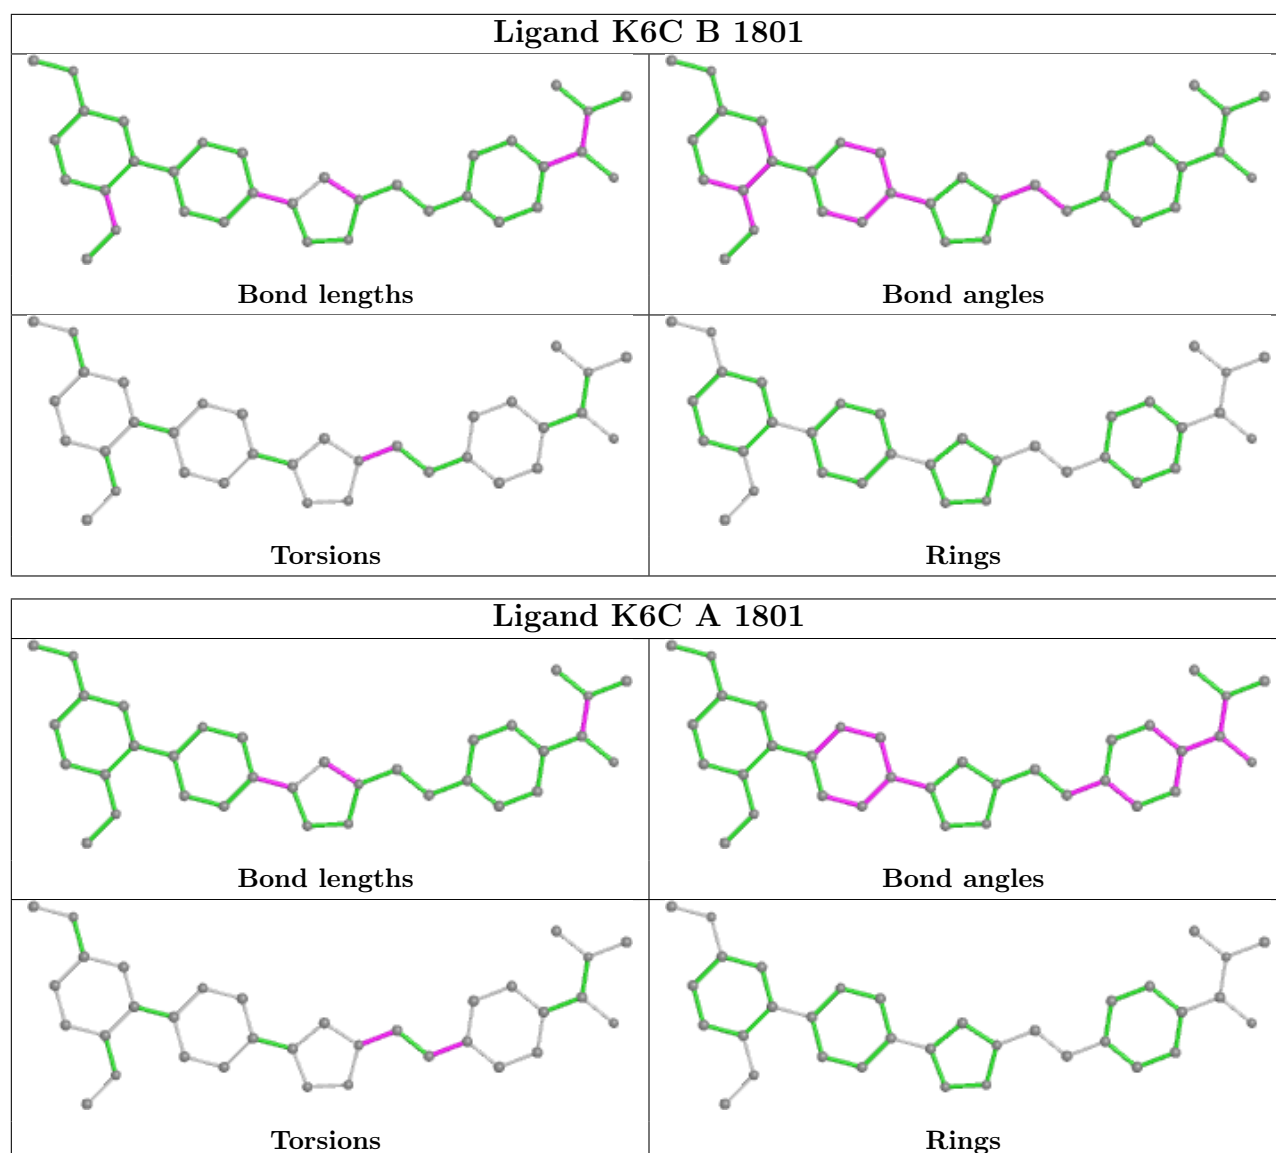 Ligand K6C B 1801
Bond lengths
Bond angles
Torsions
Rings
Ligand K6C A 1801
Bond lengths
Bond angles
Torsions
Rings